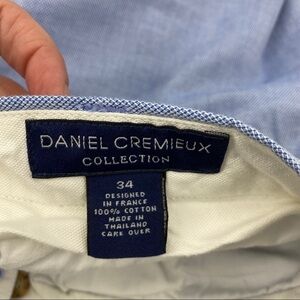 DANIEL CREMIEUX
COLLECTION
34
DESIGNED
IN FRANCE
100% COTTON
MADE IN
THAILAND
CARE OVER